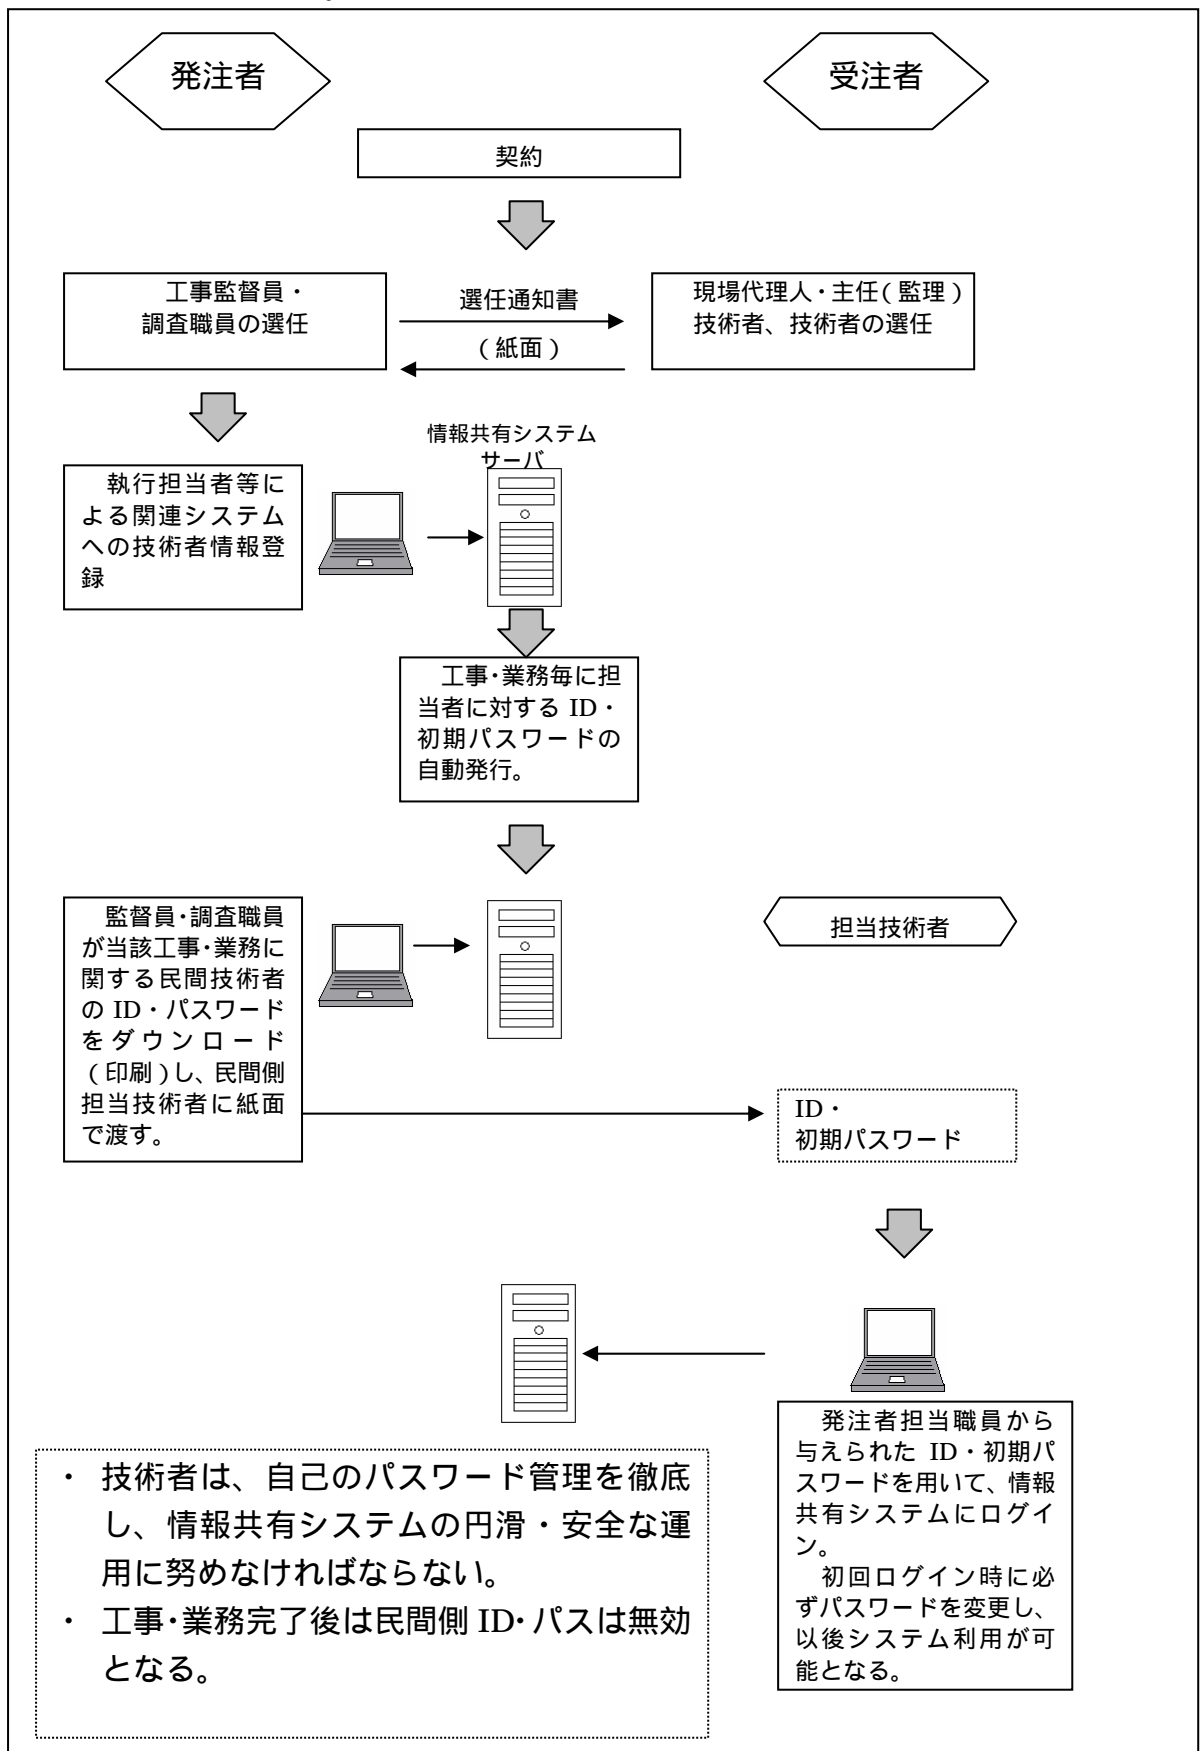 発注者
受注者
契約
工事監督員・
調査職員の選任
選任通知書
（紙面）
現場代理人・主任（監理）
技術者、技術者の選任
情報共有システム
サーバ
執行担当者等に
よる関連システム
への技術者情報登
録
工事・業務毎に担
当者に対する ID・
初期パスワードの
自動発行。
監督員・調査職員
が当該工事・業務に
関する民間技術者
の ID・パスワード
をダウンロード
（印刷）し、民間側
担当技術者に紙面
で渡す。
担当技術者
ID・
初期パスワード
発注者担当職員から
与えられた ID・初期パ
スワードを用いて、情報
共有システムにログイ
ン。
初回ログイン時に必
ずパスワードを変更し、
以後システム利用が可
能となる。
・ 技術者は、自己のパスワード管理を徹底
し、情報共有システムの円滑・安全な運
用に努めなければならない。
・ 工事・業務完了後は民間側 ID・パスは無効
となる。